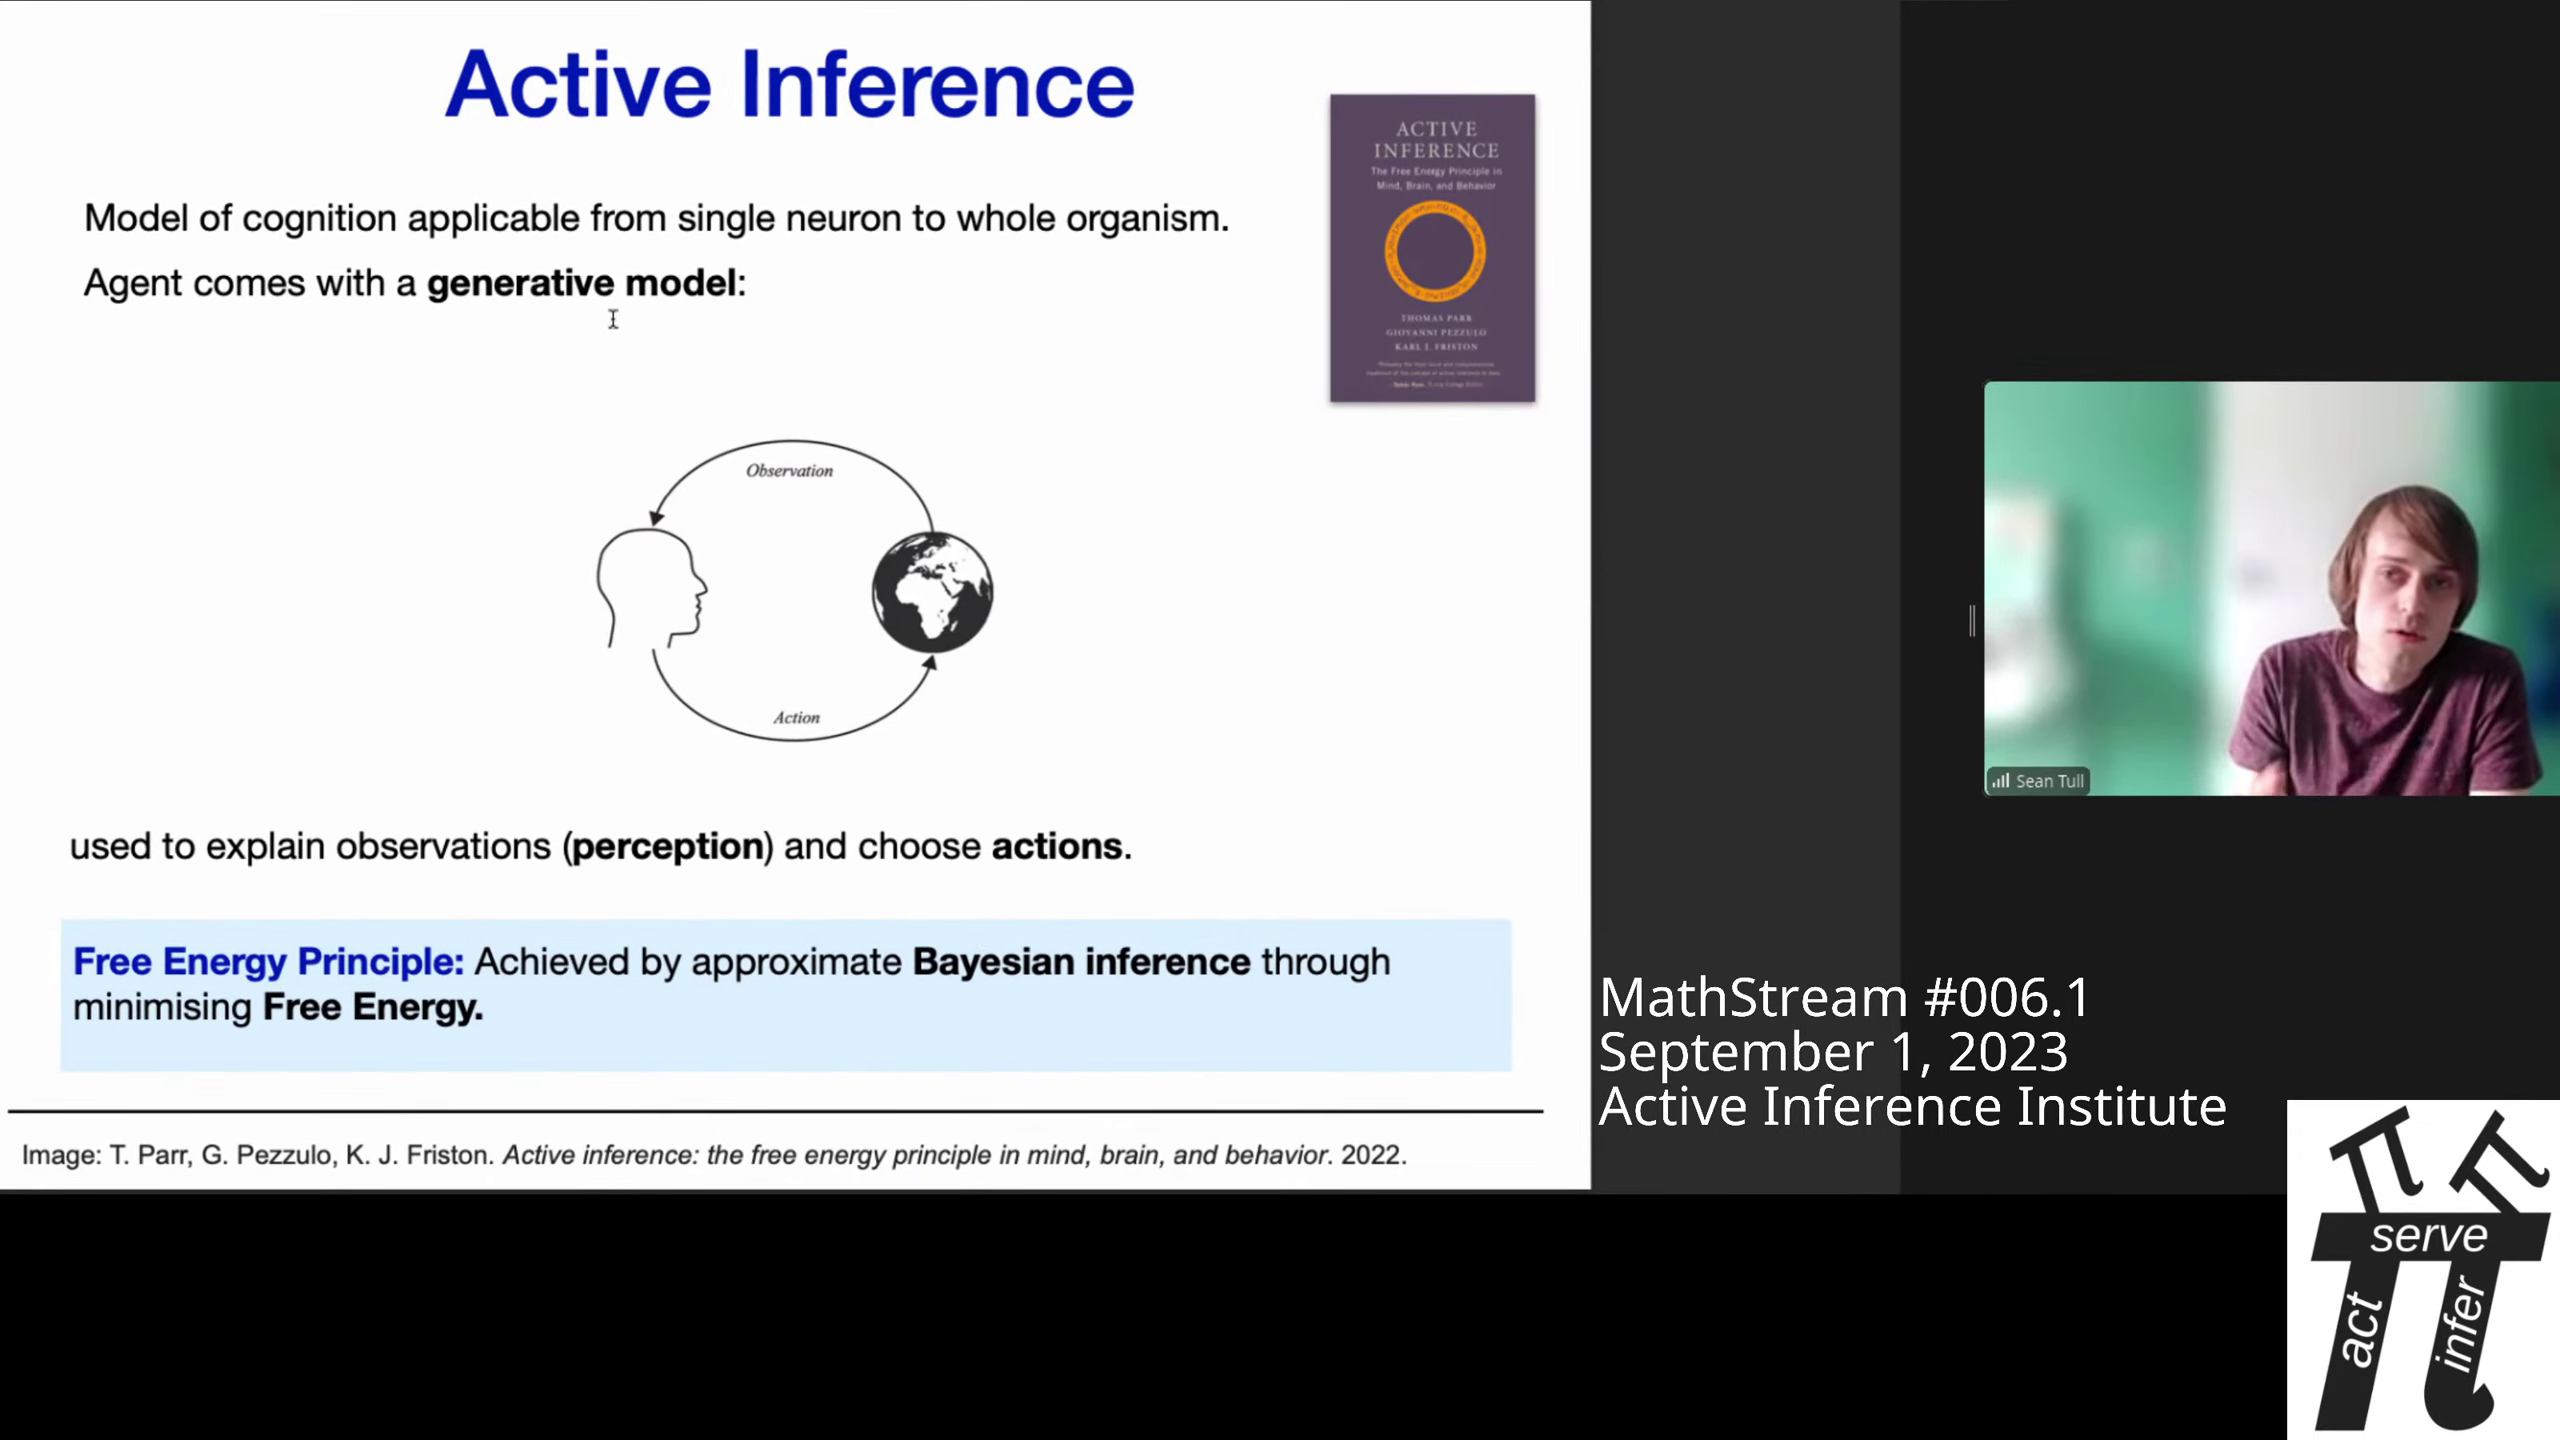 Active Inference
Model of cognition applicable from single neuron to whole organism.
Agent comes with a generative model:
ACTIVE
INFERENCE
The Free Energy Principle in
Mind, Brain, and Behavior
THOMAS PARR
GIOVANNI PEZZULO
KARL J. FRISTON
Observation
Action
used to explain observations (perception) and choose actions.
Free Energy Principle: Achieved by approximate Bayesian inference through
minimising Free Energy.
Image: T. Parr, G. Pezzulo, K. J. Friston. Active inference: the free energy principle in mind, brain, and behavior. 2022.
Sean Tull
MathStream #006.1
September 1, 2023
Active Inference Institute
serve
act
infer